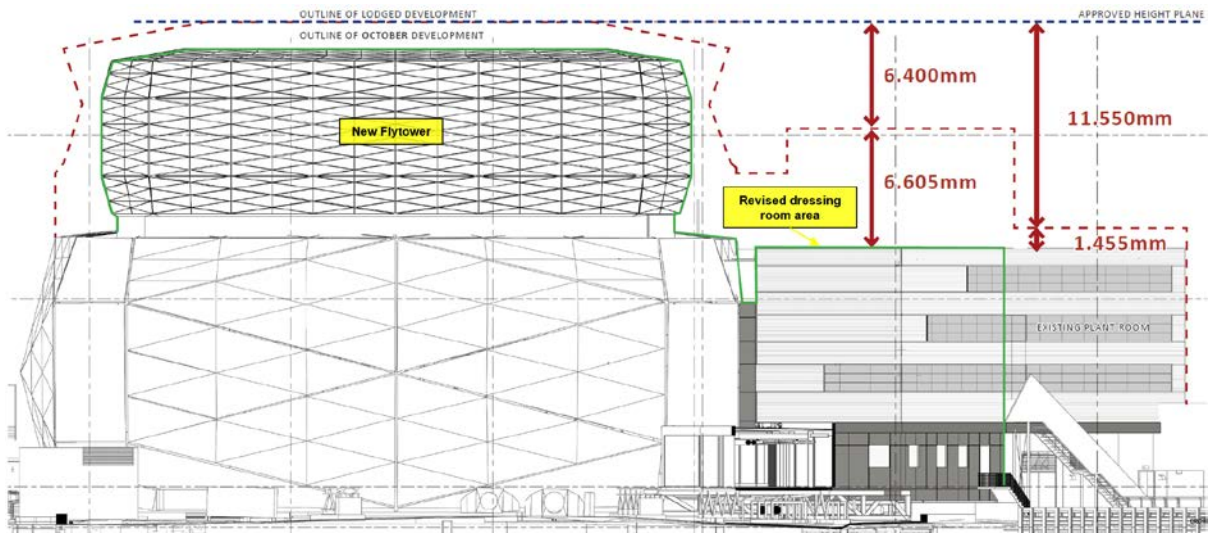 OUTLINE OF LODGED DEVELOPMENT
APPROVED HEIGHT PLANE
OUTLINE OF OCTOBER DEVELOPMENT
6.400mm
11.550mm
New Flytower
6.605mm
Revised dressing
room area
1.455mm
EXISTING PLANT ROOM